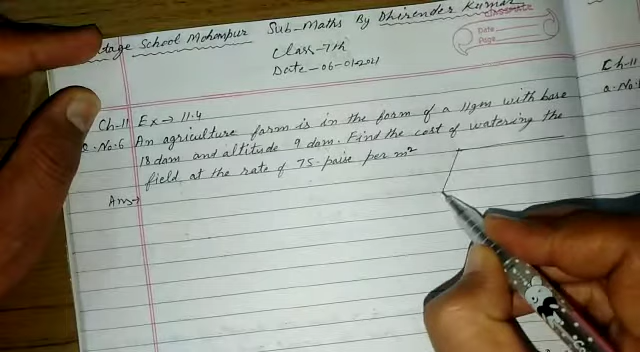 School Mohanpur Sub-Maths By Dhirender Kumar
Class-7th
Date-06-01-2021
CLASSMATE
Date
Page
Ch-11 Ex→11.4
Q.No.6 An agriculture farm is in the form of a llgm with base
18 dam and altitude 9 dam. Find the cost of watering the
field at the rate of 75 paise per m²
Ans→
Ch-11
Q.No.